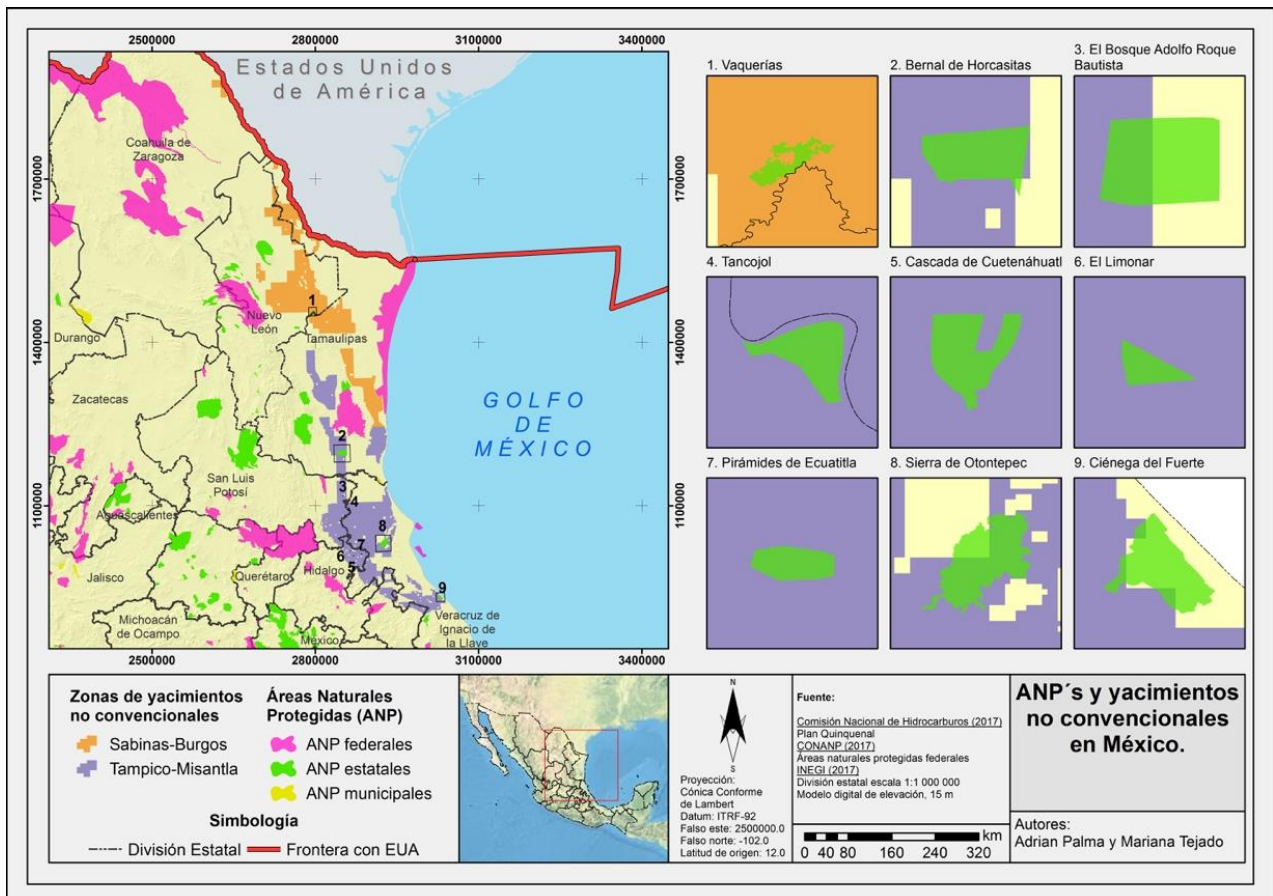 2500000 2800000 3100000 3400000
Estados Unidos
de América
Coahuila de
Zaragoza
1700000
1700000
Nuevo
León
1
Tamaulipas
Durango
1400000
1400000
Zacatecas
GOLFO
DE
MÉXICO
2
San Luis
Potosí
3
4
Aguascalientes
1100000
1100000
8
7
6
5
Jalisco
Querétaro
Hidalgo
9
Michoacán
de Ocampo
México
Veracruz de
Ignacio de
la Llave
2500000 2800000 3100000 3400000
1. Vaquerías
2. Bernal de Horcasitas
3. El Bosque Adolfo Roque
Bautista
4. Tancojol
5. Cascada de Cuetenáhuatl
6. El Limonar
7. Pirámides de Ecuatitla
8. Sierra de Otontepec
9. Ciénega del Fuerte
Zonas de yacimientos
no convencionales
Sabinas-Burgos
Tampico-Misantla
Áreas Naturales
Protegidas (ANP)
ANP federales
ANP estatales
ANP municipales
Simbología
División Estatal
Frontera con EUA
N
S
Proyección:
Cónica Conforme
de Lambert
Datum: ITRF-92
Falso este: 2500000.0
Falso norte: -102.0
Latitud de origen: 12.0
Fuente:
Comisión Nacional de Hidrocarburos (2017)
Plan Quinquenal
CONANP (2017)
Áreas naturales protegidas federales
INEGI (2017)
División estatal escala 1:1 000 000
Modelo digital de elevación, 15 m
km
0 40 80 160 240 320
ANP´s y yacimientos
no convencionales
en México.
Autores:
Adrian Palma y Mariana Tejado